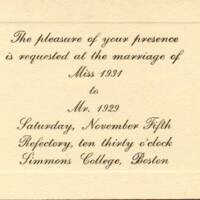 The pleasure of your presence
is requested at the marriage of
Miss 1931
to
Mr. 1929
Saturday, November Fifth
Refectory, ten thirty o'clock
Simmons College, Boston